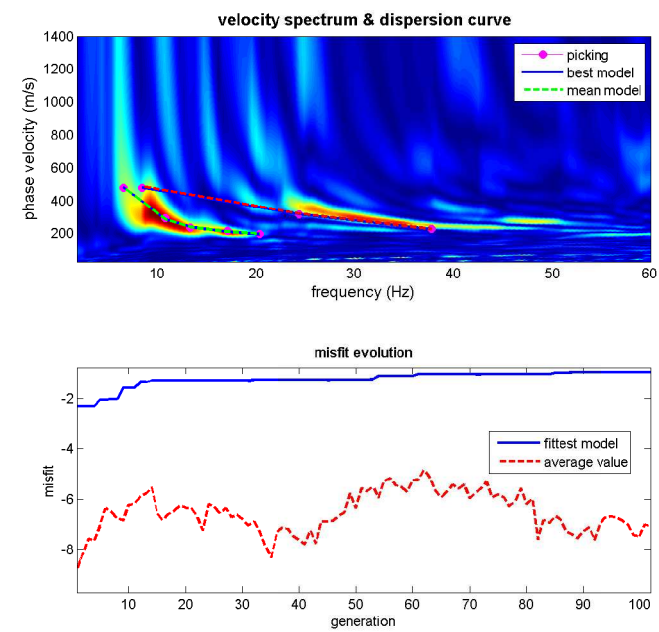 velocity spectrum & dispersion curve
1400
1200
1000
800
600
400
200
phase velocity (m/s)
picking
best model
mean model
10 20 30 40 50 60
frequency (Hz)
misfit evolution
-2
-4
-6
-8
misfit
fittest model
average value
10 20 30 40 50 60 70 80 90 100
generation